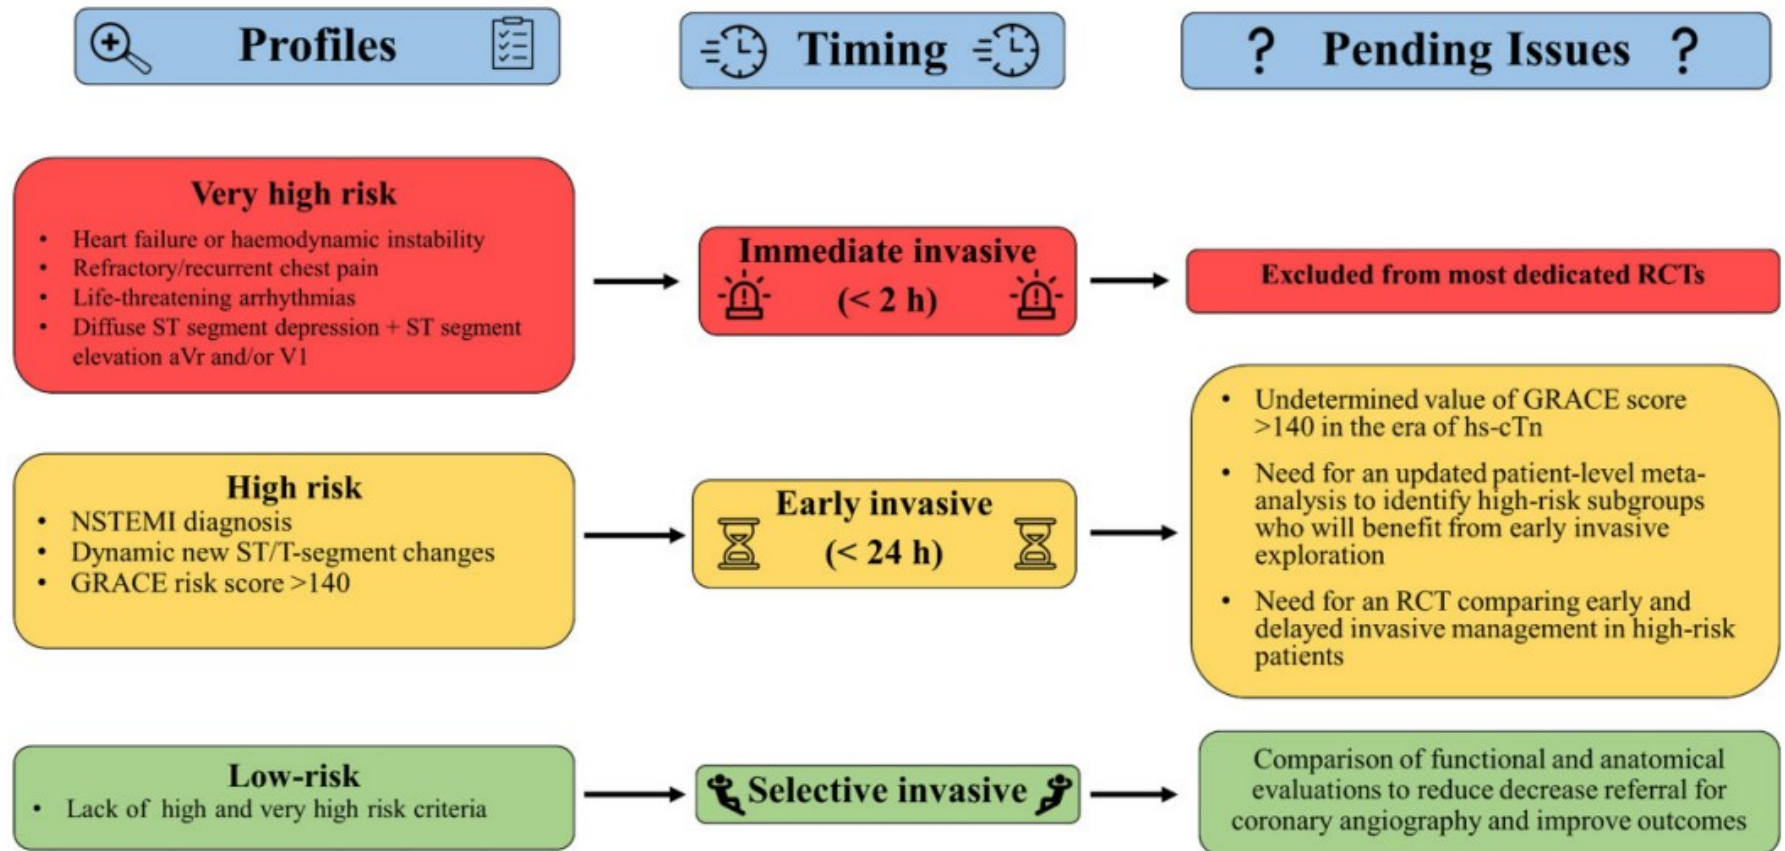 Profiles
Timing
? Pending Issues ?
Very high risk
• Heart failure or haemodynamic instability
• Refractory/recurrent chest pain
• Life-threatening arrhythmias
• Diffuse ST segment depression + ST segment
elevation aVr and/or V1
Immediate invasive
(< 2 h)
Excluded from most dedicated RCTs
High risk
• NSTEMI diagnosis
• Dynamic new ST/T-segment changes
• GRACE risk score >140
Early invasive
(< 24 h)
• Undetermined value of GRACE score
>140 in the era of hs-cTn
• Need for an updated patient-level meta-
analysis to identify high-risk subgroups
who will benefit from early invasive
exploration
• Need for an RCT comparing early and
delayed invasive management in high-risk
patients
Low-risk
• Lack of high and very high risk criteria
Selective invasive
Comparison of functional and anatomical
evaluations to reduce decrease referral for
coronary angiography and improve outcomes